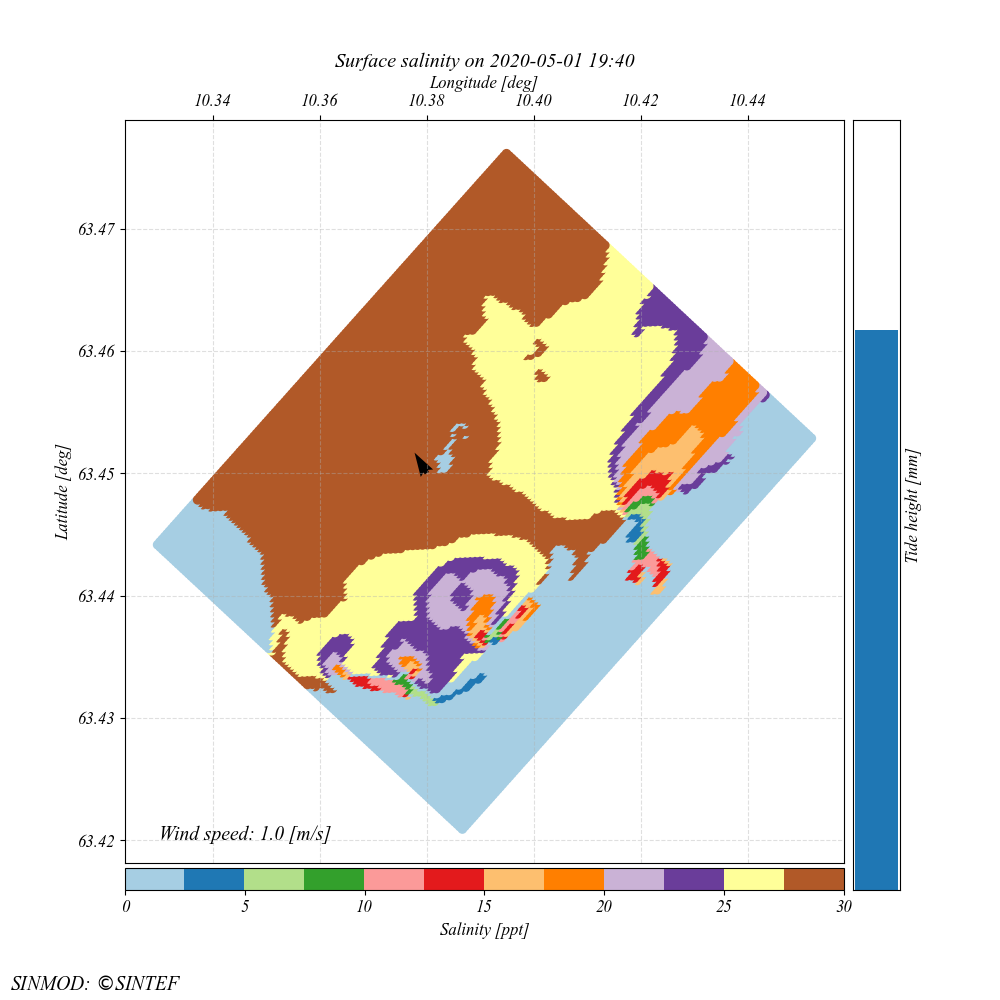 Surface salinity on 2020-05-01 19:40
Longitude [deg]
10.34 10.36 10.38 10.40 10.42 10.44
63.47
63.46
63.45
63.44
63.43
63.42
Latitude [deg]
Tide height [mm]
Wind speed: 1.0 [m/s]
0 5 10 15 20 25 30
Salinity [ppt]
SINMOD: ©SINTEF